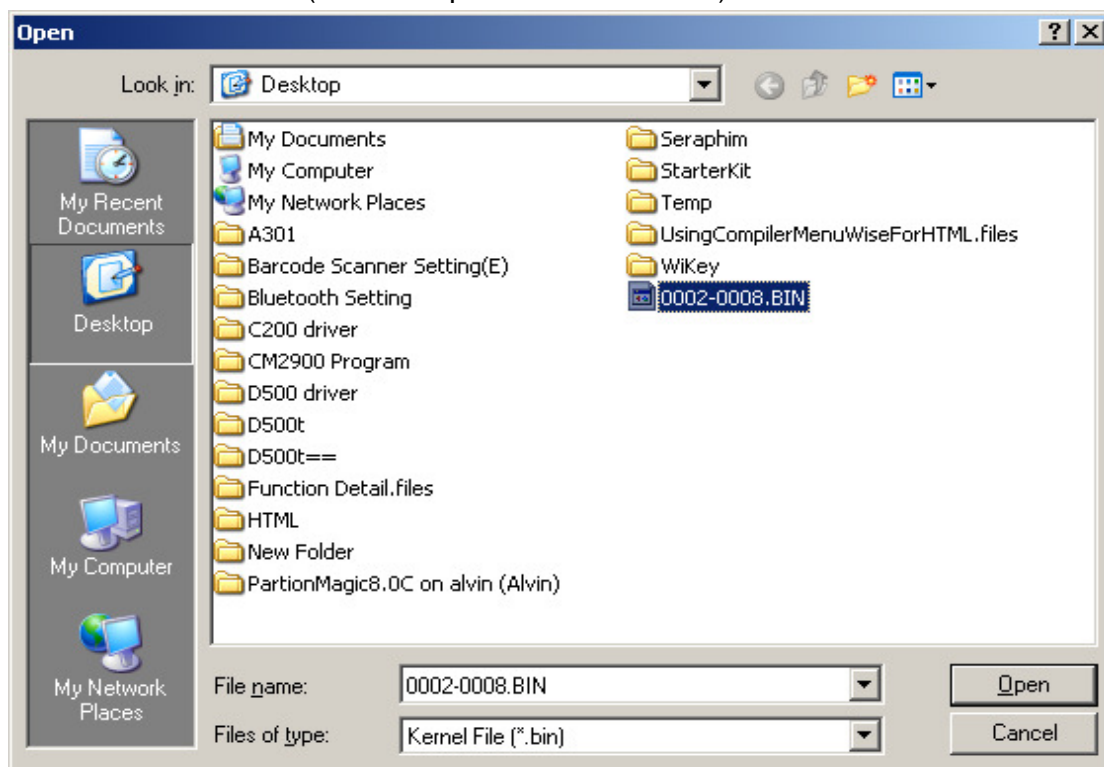 Open
Look in: Desktop
My Recent
Documents
Desktop
My Documents
My Computer
My Network
Places
My Documents
My Computer
My Network Places
A301
Barcode Scanner Setting(E)
Bluetooth Setting
C200 driver
CM2900 Program
D500 driver
D500t
D500t==
Function Detail.files
HTML
New Folder
PartionMagic8.0C on alvin (Alvin)
Seraphim
StarterKit
Temp
UsingCompilerMenuWiseForHTML.files
WiKey
0002-0008.BIN
File name: 0002-0008.BIN Open
Files of type: Kernel File (*.bin) Cancel